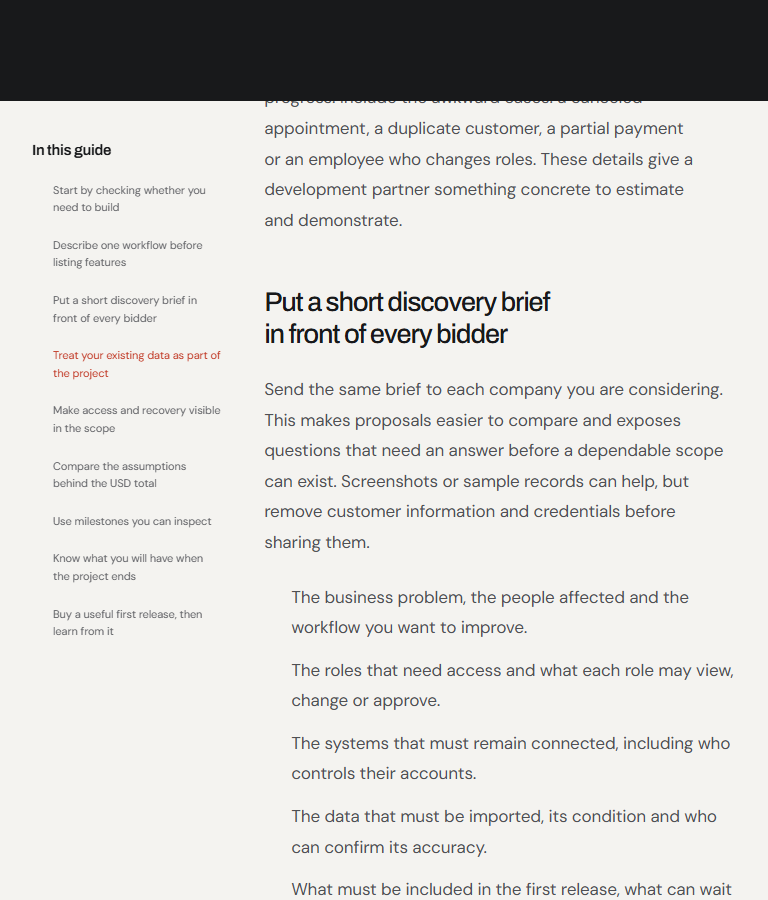 progress. Include the awkward cases: a canceled
appointment, a duplicate customer, a partial payment
or an employee who changes roles. These details give a
development partner something concrete to estimate
and demonstrate.
In this guide
Start by checking whether you
need to build
Describe one workflow before
listing features
Put a short discovery brief in
front of every bidder
Treat your existing data as part of
the project
Make access and recovery visible
in the scope
Compare the assumptions
behind the USD total
Use milestones you can inspect
Know what you will have when
the project ends
Buy a useful first release, then
learn from it
Put a short discovery brief
in front of every bidder
Send the same brief to each company you are considering.
This makes proposals easier to compare and exposes
questions that need an answer before a dependable scope
can exist. Screenshots or sample records can help, but
remove customer information and credentials before
sharing them.
The business problem, the people affected and the
workflow you want to improve.
The roles that need access and what each role may view,
change or approve.
The systems that must remain connected, including who
controls their accounts.
The data that must be imported, its condition and who
can confirm its accuracy.
What must be included in the first release, what can wait